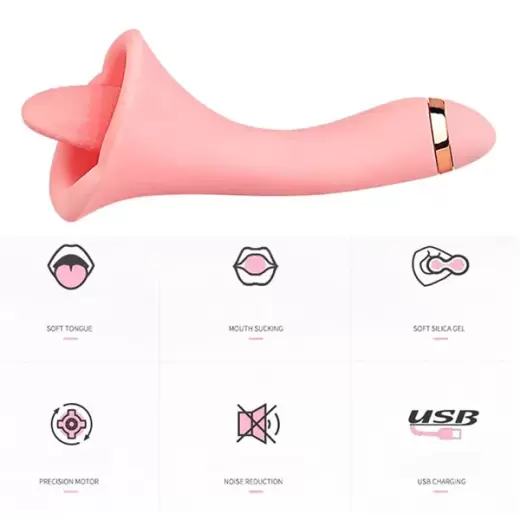 SOFT TONGUE
MOUTH SUCKING
SOFT SILICA GEL
USB
PRECISION MOTOR
NOISE REDUCTION
USB CHARGING